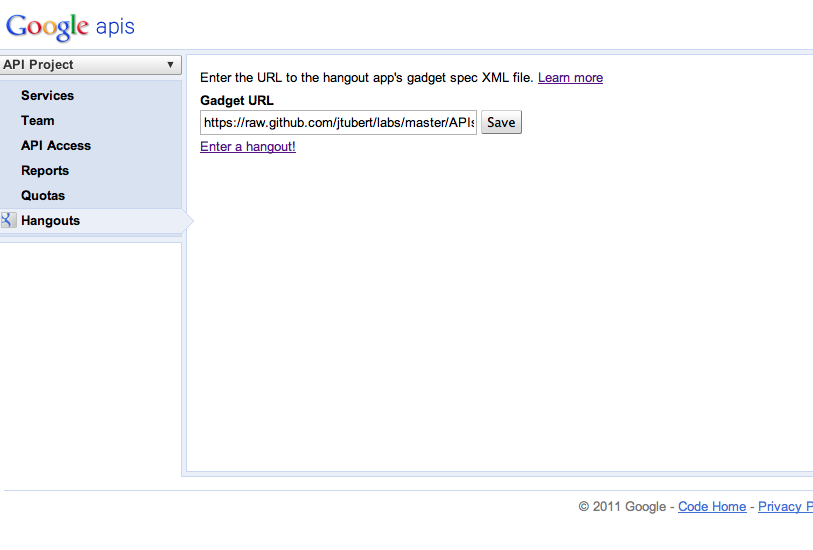 Google apis
API Project
Services
Team
API Access
Reports
Quotas
Hangouts
Enter the URL to the hangout app's gadget spec XML file. Learn more
Gadget URL
https://raw.github.com/jtubert/labs/master/APIs
Save
Enter a hangout!
© 2011 Google - Code Home - Privacy P